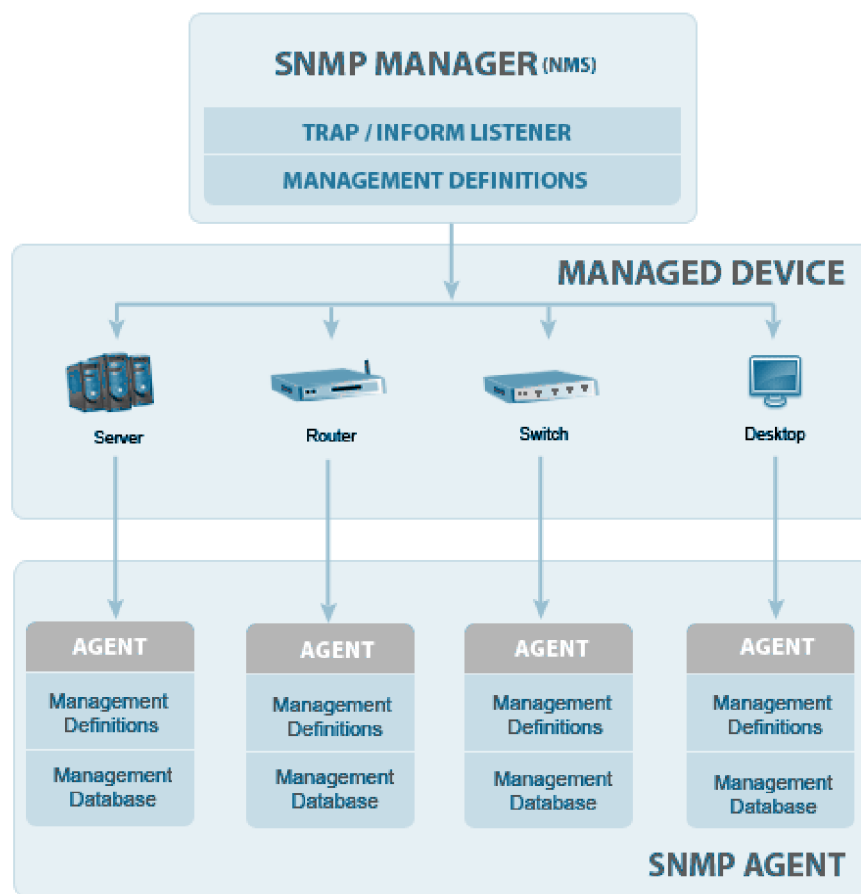 SNMP MANAGER (NMS)
TRAP / INFORM LISTENER
MANAGEMENT DEFINITIONS
MANAGED DEVICE
Server
Router
Switch
Desktop
AGENT
Management
Definitions
Management
Database
AGENT
Management
Definitions
Management
Database
AGENT
Management
Definitions
Management
Database
AGENT
Management
Definitions
Management
Database
SNMP AGENT